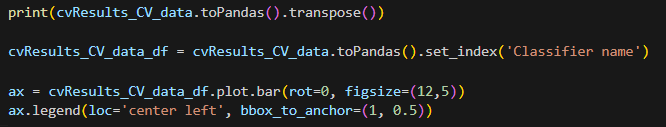 print(cvResults_CV_data.toPandas().transpose())
cvResults_CV_data_df = cvResults_CV_data.toPandas().set_index('Classifier name')
ax = cvResults_CV_data_df.plot.bar(rot=0, figsize=(12,5))
ax.legend(loc='center left', bbox_to_anchor=(1, 0.5))